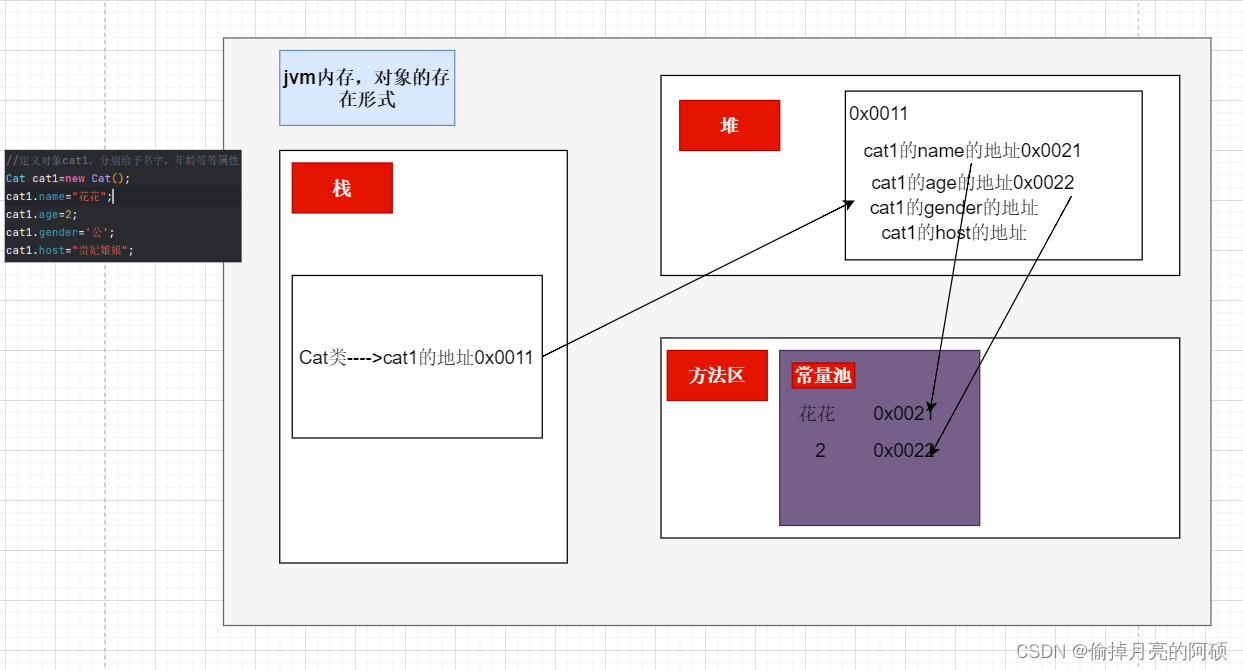 jvm内存，对象的存
在形式
//定义对象cat1，分别给予名字，年龄等等属性
Cat cat1=new Cat();
cat1.name="花花";
cat1.age=2;
cat1.gender='公';
cat1.host="贵妃娘娘";
栈
Cat类---->cat1的地址0x0011
堆
0x0011
cat1的name的地址0x0021
cat1的age的地址0x0022
cat1的gender的地址
cat1的host的地址
方法区
常量池
花花 0x0021
2 0x0022
CSDN @偷掉月亮的阿硕